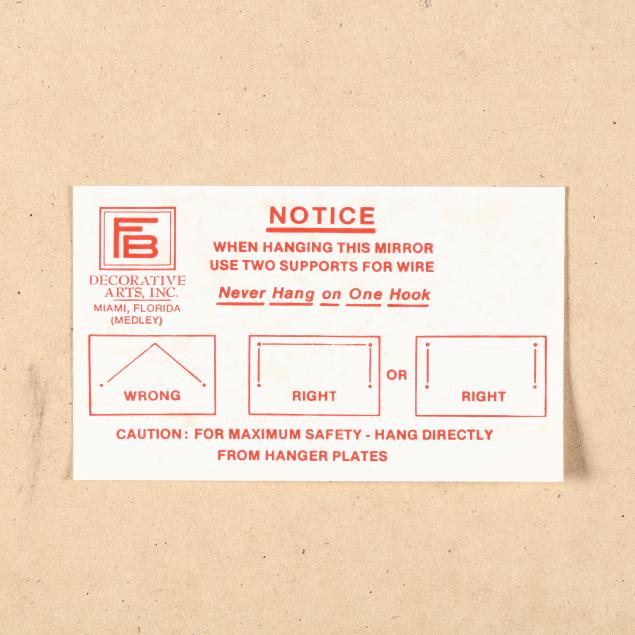 FB
DECORATIVE
ARTS, INC.
MIAMI, FLORIDA
(MEDLEY)
NOTICE
WHEN HANGING THIS MIRROR
USE TWO SUPPORTS FOR WIRE
Never Hang on One Hook
WRONG
RIGHT
OR
RIGHT
CAUTION: FOR MAXIMUM SAFETY - HANG DIRECTLY
FROM HANGER PLATES